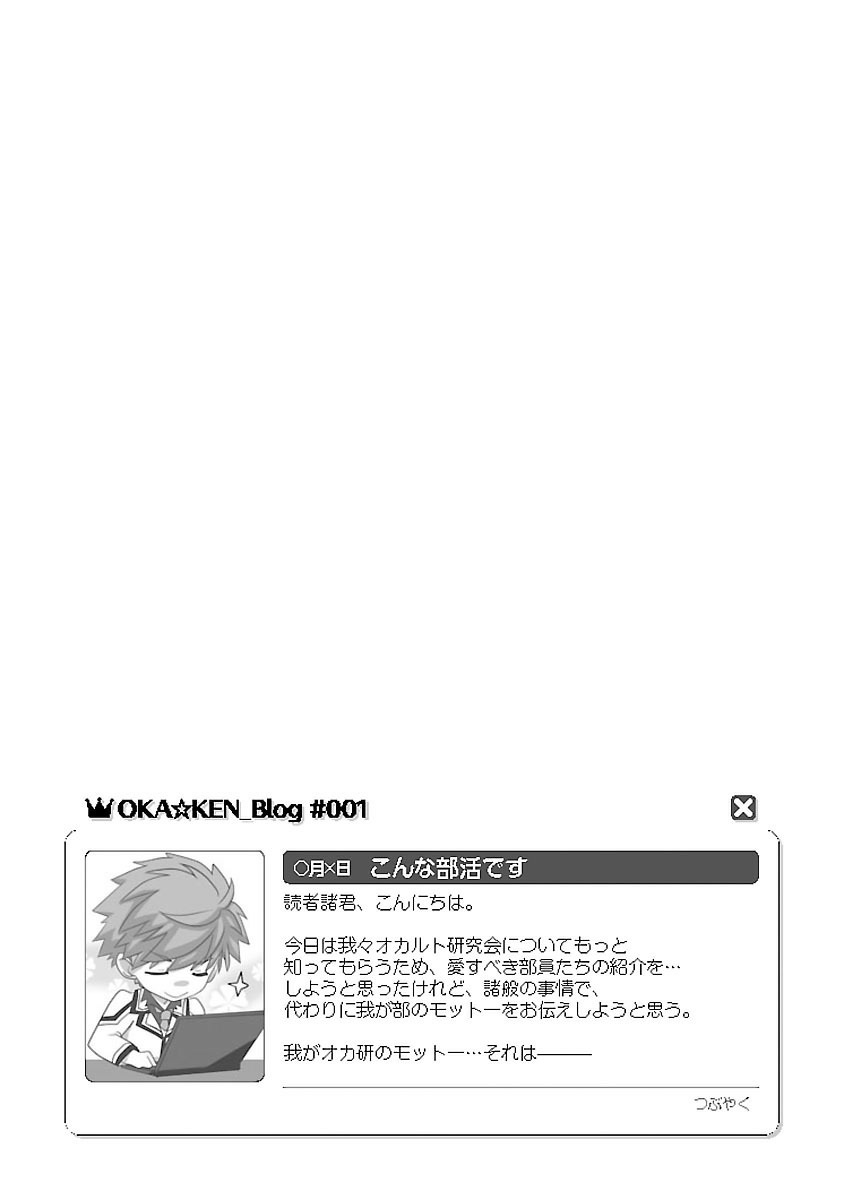 OKA☆KEN_Blog #001
○月×日 こんな部活です
読者諸君、こんにちは。
今日は我々オカルト研究会についてもっと
知ってもらうため、愛すべき部員たちの紹介を…
しようと思ったけれど、諸般の事情で、
代わりに我が部のモットーをお伝えしようと思う。
我がオカ研のモットー…それは―――
つぶやく